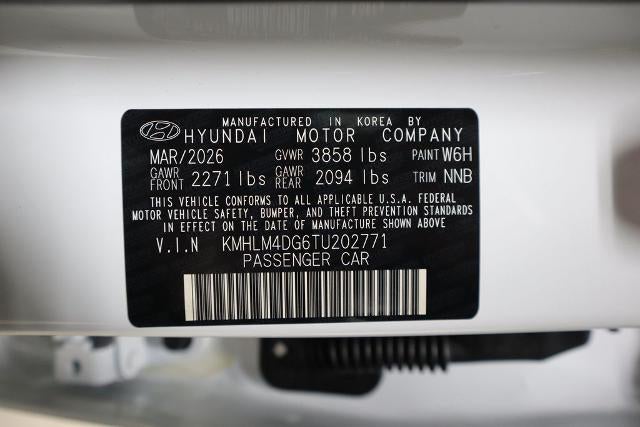 MANUFACTURED IN KOREA BY
HYUNDAI MOTOR COMPANY
MAR/2026 GVWR 3858 lbs PAINT W6H
GAWR FRONT 2271 lbs GAWR REAR 2094 lbs TRIM NNB
THIS VEHICLE CONFORMS TO ALL APPLICABLE U.S.A. FEDERAL
MOTOR VEHICLE SAFETY, BUMPER, AND THEFT PREVENTION STANDARDS
IN EFFECT ON THE DATE OF MANUFACTURE SHOWN ABOVE
V.I.N KMHLM4DG6TU202771
PASSENGER CAR